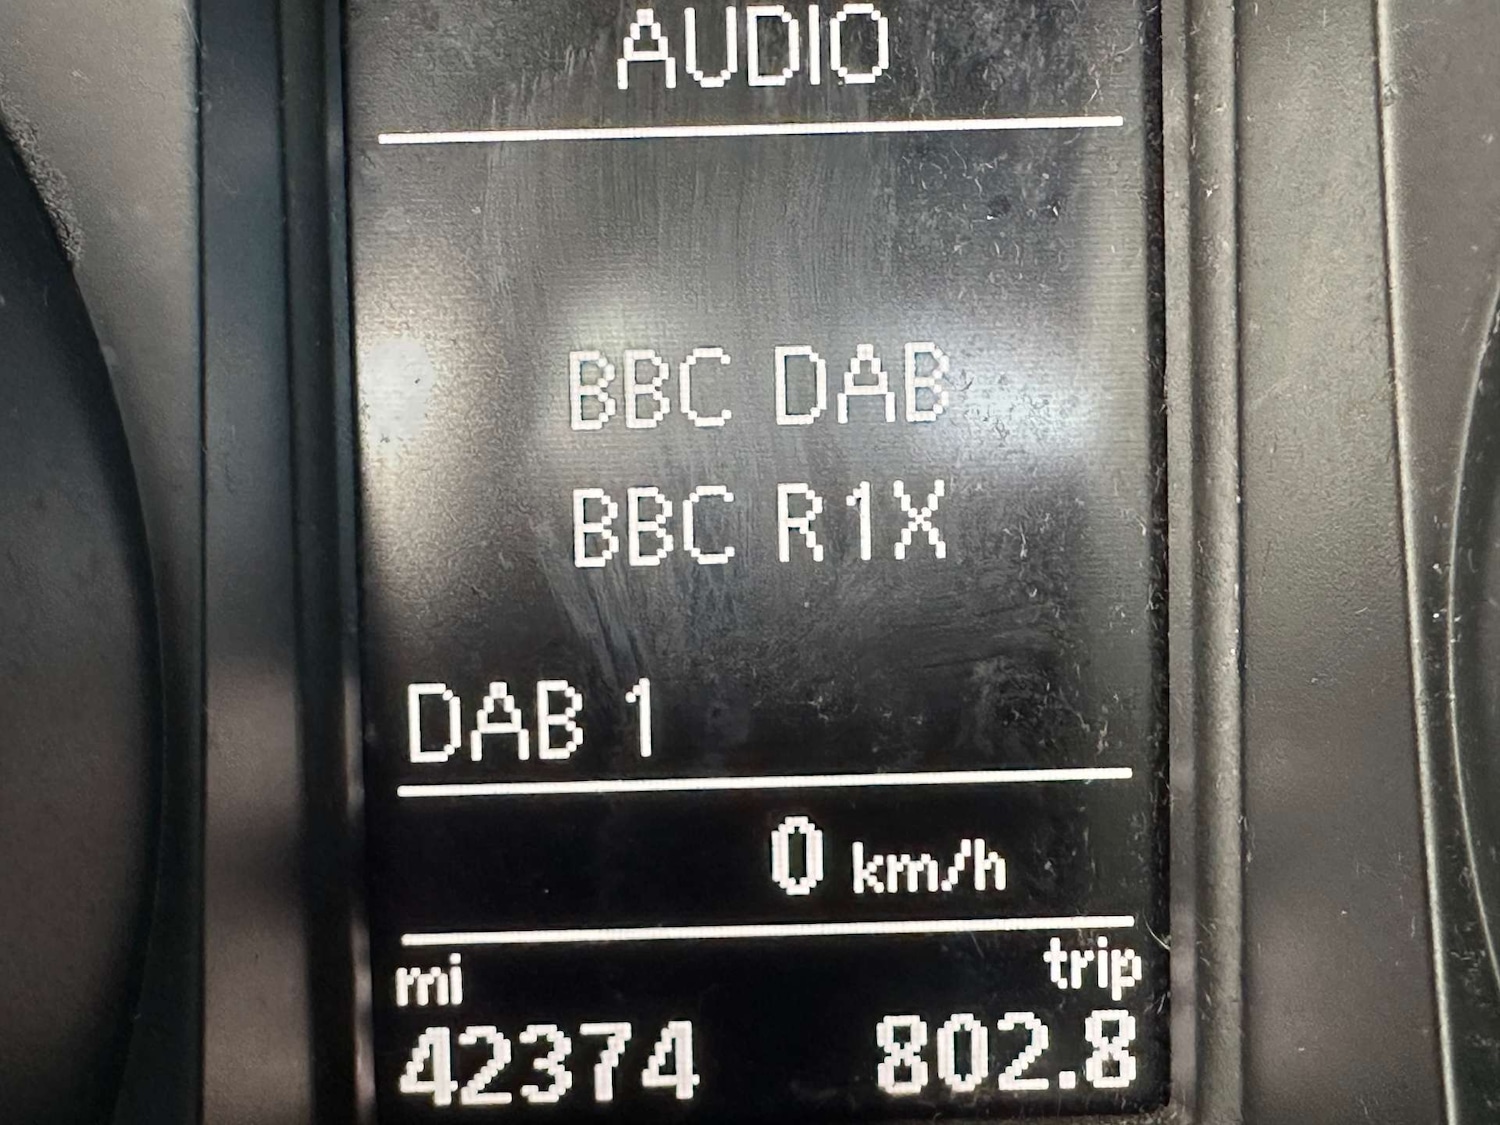 AUDIO
BBC DAB
BBC R1X
DAB 1
0 km/h
mi trip
42374 802.8